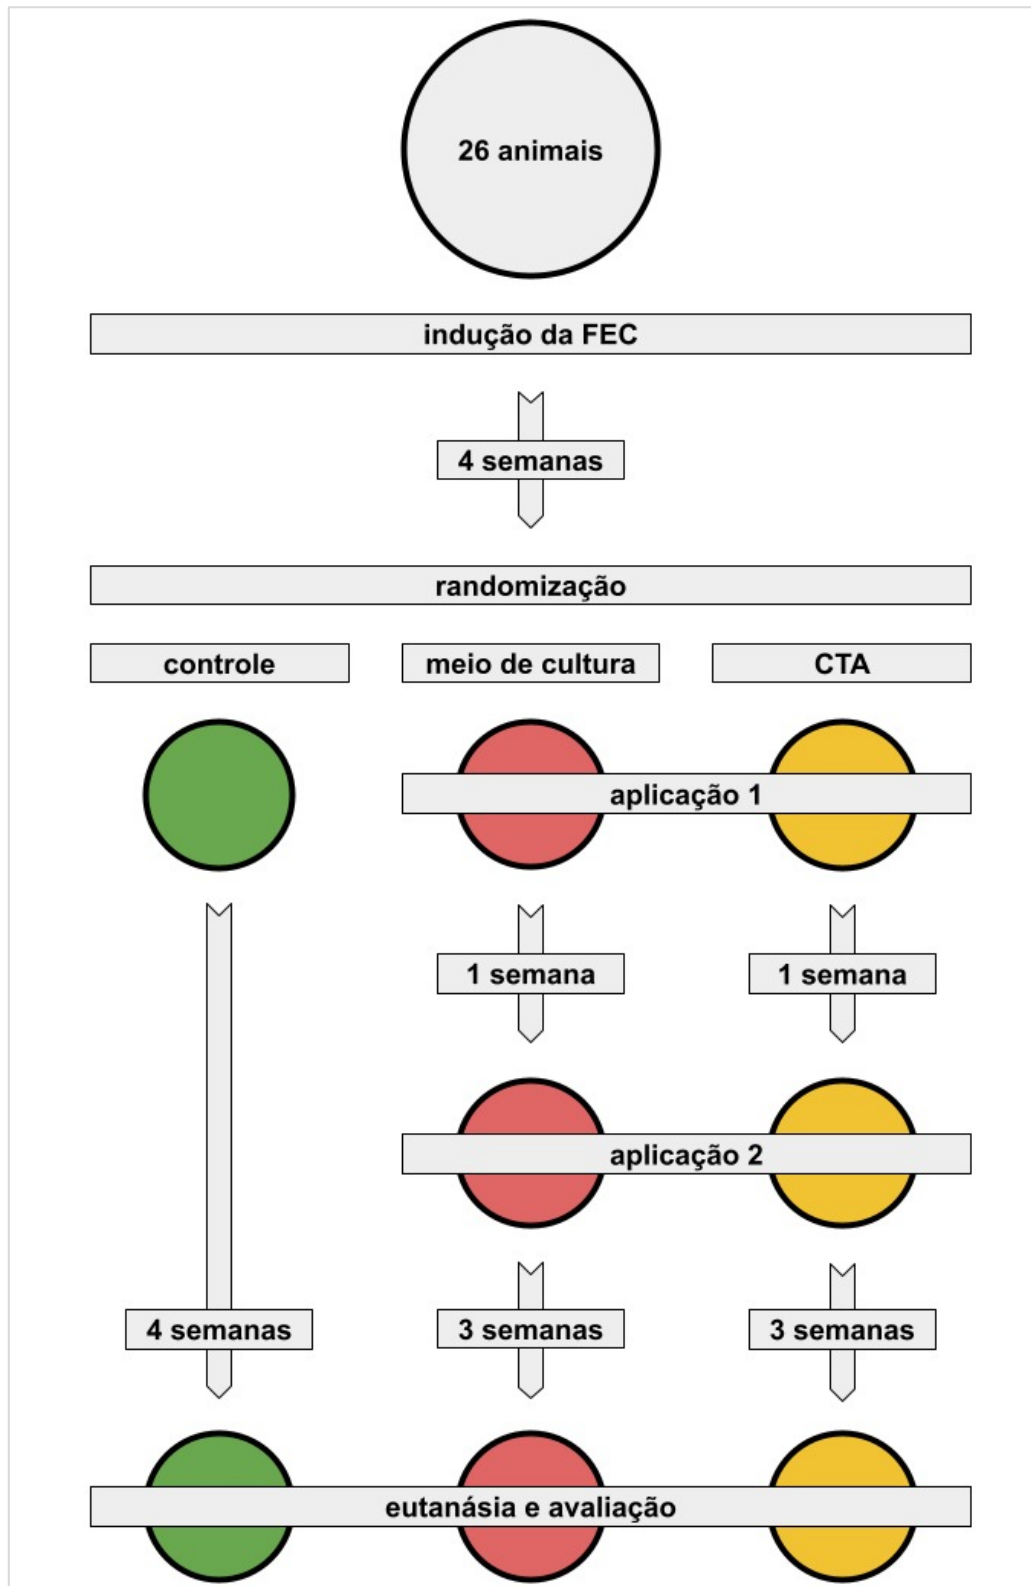 26 animais
indução da FEC
4 semanas
randomização
controle
meio de cultura
CTA
aplicação 1
1 semana
1 semana
aplicação 2
4 semanas
3 semanas
3 semanas
eutanásia e avaliação